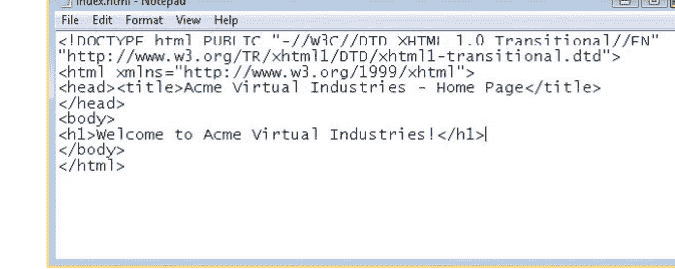 index.html - Notepad
File Edit Format View Help
<!DOCTYPE html PUBLIC "-//W3C//DTD XHTML 1.0 Transitional//EN"
"http://www.w3.org/TR/xhtml1/DTD/xhtml1-transitional.dtd">
<html xmlns="http://www.w3.org/1999/xhtml">
<head><title>Acme Virtual Industries - Home Page</title>
</head>
<body>
<h1>Welcome to Acme Virtual Industries!</h1>
</body>
</html>